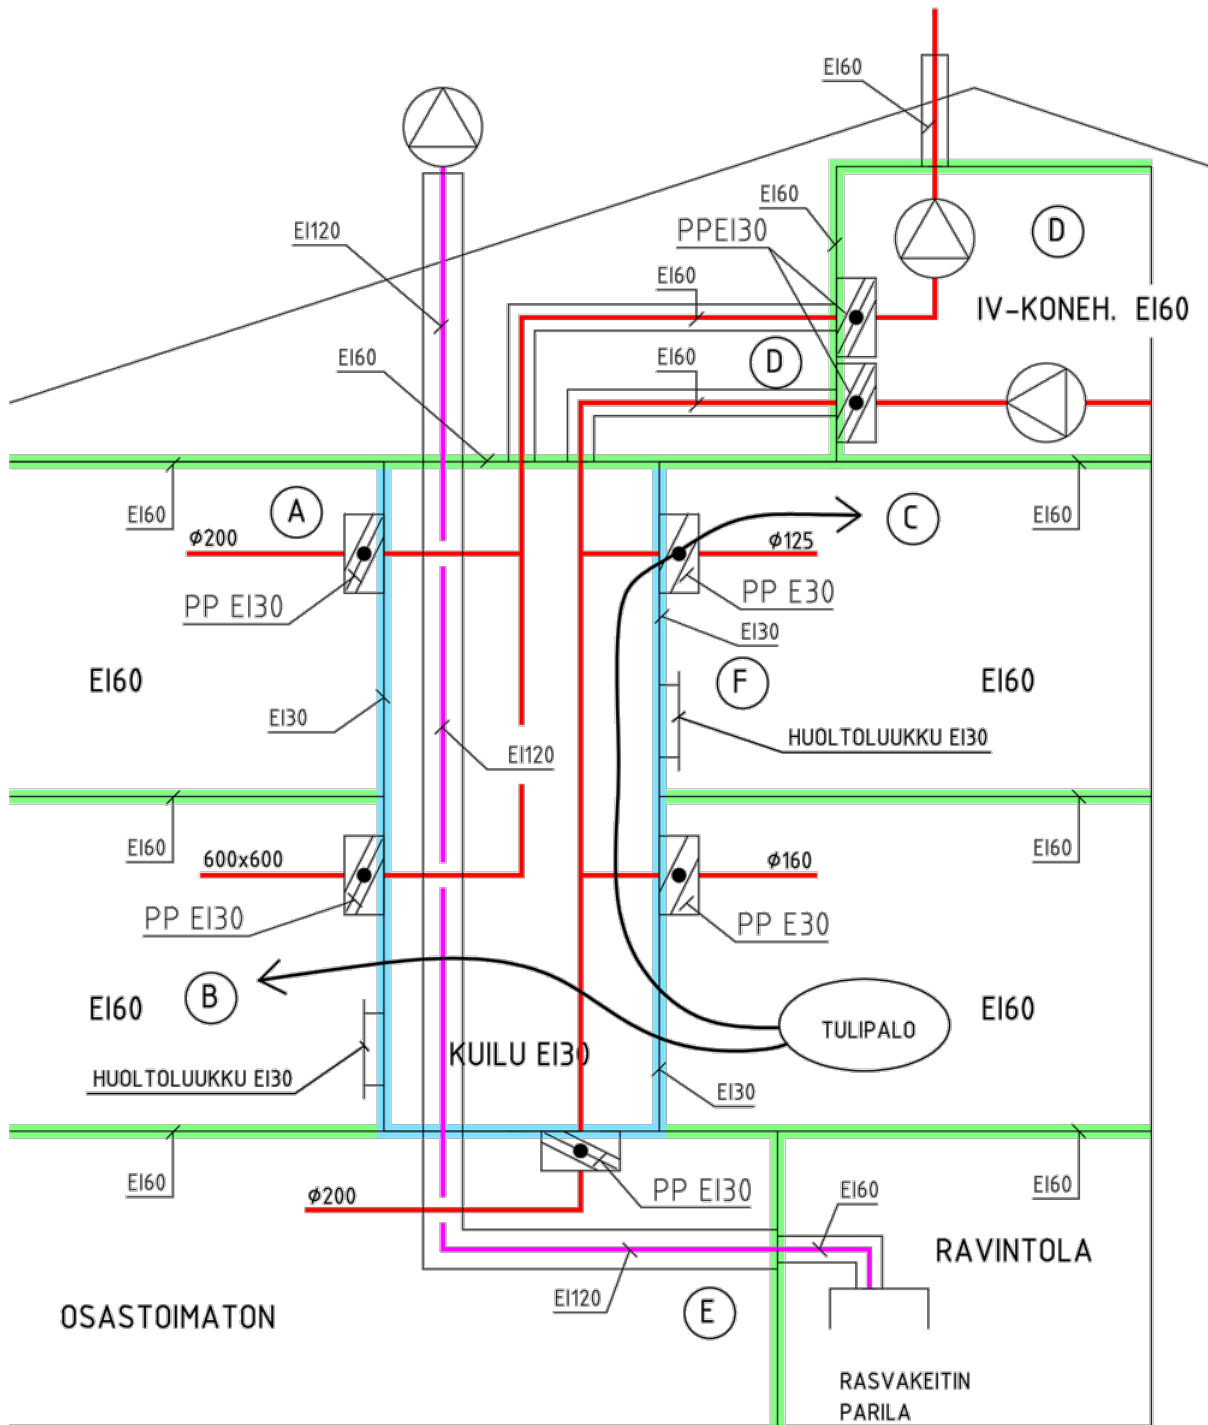 EI60
EI60
D
EI120
PPEI30
EI60
IV-KONEH. EI60
EI60
D
EI60
EI60
A
C
EI60
Ø200
Ø125
PP EI30
PP E30
EI30
F
EI60
EI60
EI30
HUOLTOLUUKKU EI30
EI120
EI60
600x600
Ø160
EI60
PP EI30
PP E30
B
EI60
EI60
TULIPALO
KUILU EI30
HUOLTOLUUKKU EI30
EI30
EI60
Ø200
PP EI30
EI60
EI60
RAVINTOLA
EI120
E
OSASTOIMATON
RASVAKEITIN
PARILA